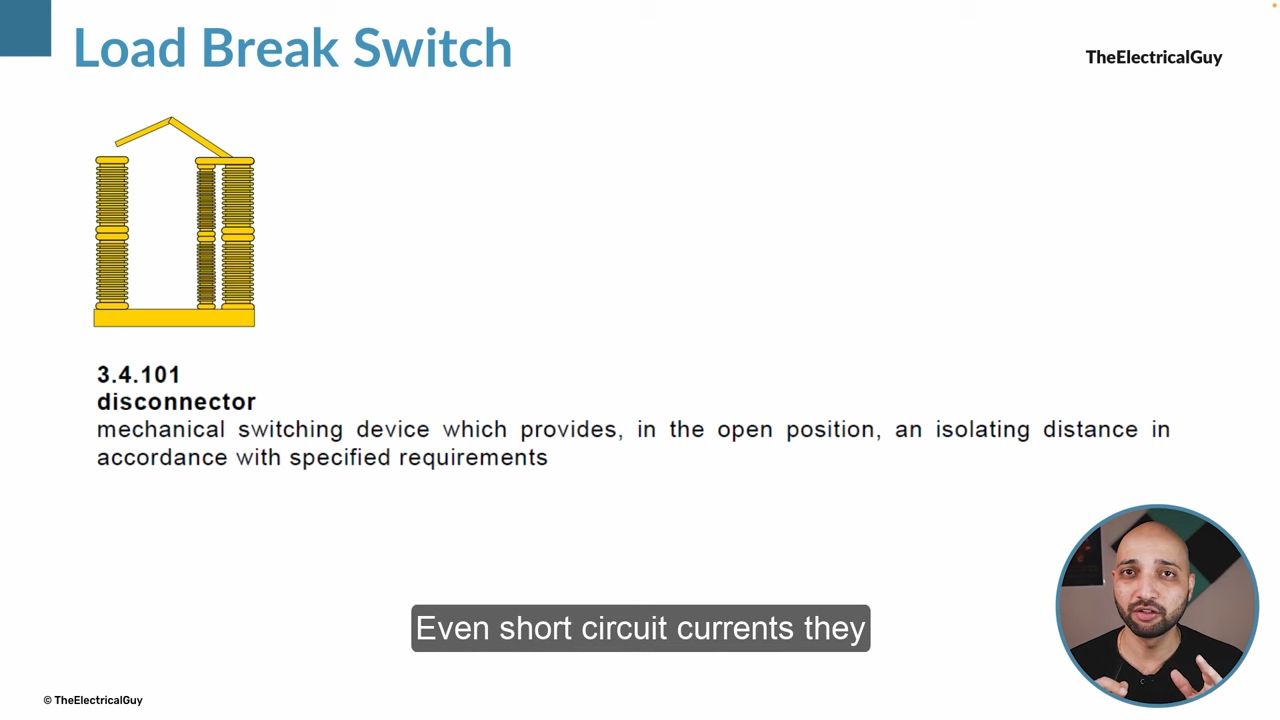 Load Break Switch
TheElectricalGuy
3.4.101
disconnector
mechanical switching device which provides, in the open position, an isolating distance in
accordance with specified requirements
Even short circuit currents they
© TheElectricalGuy